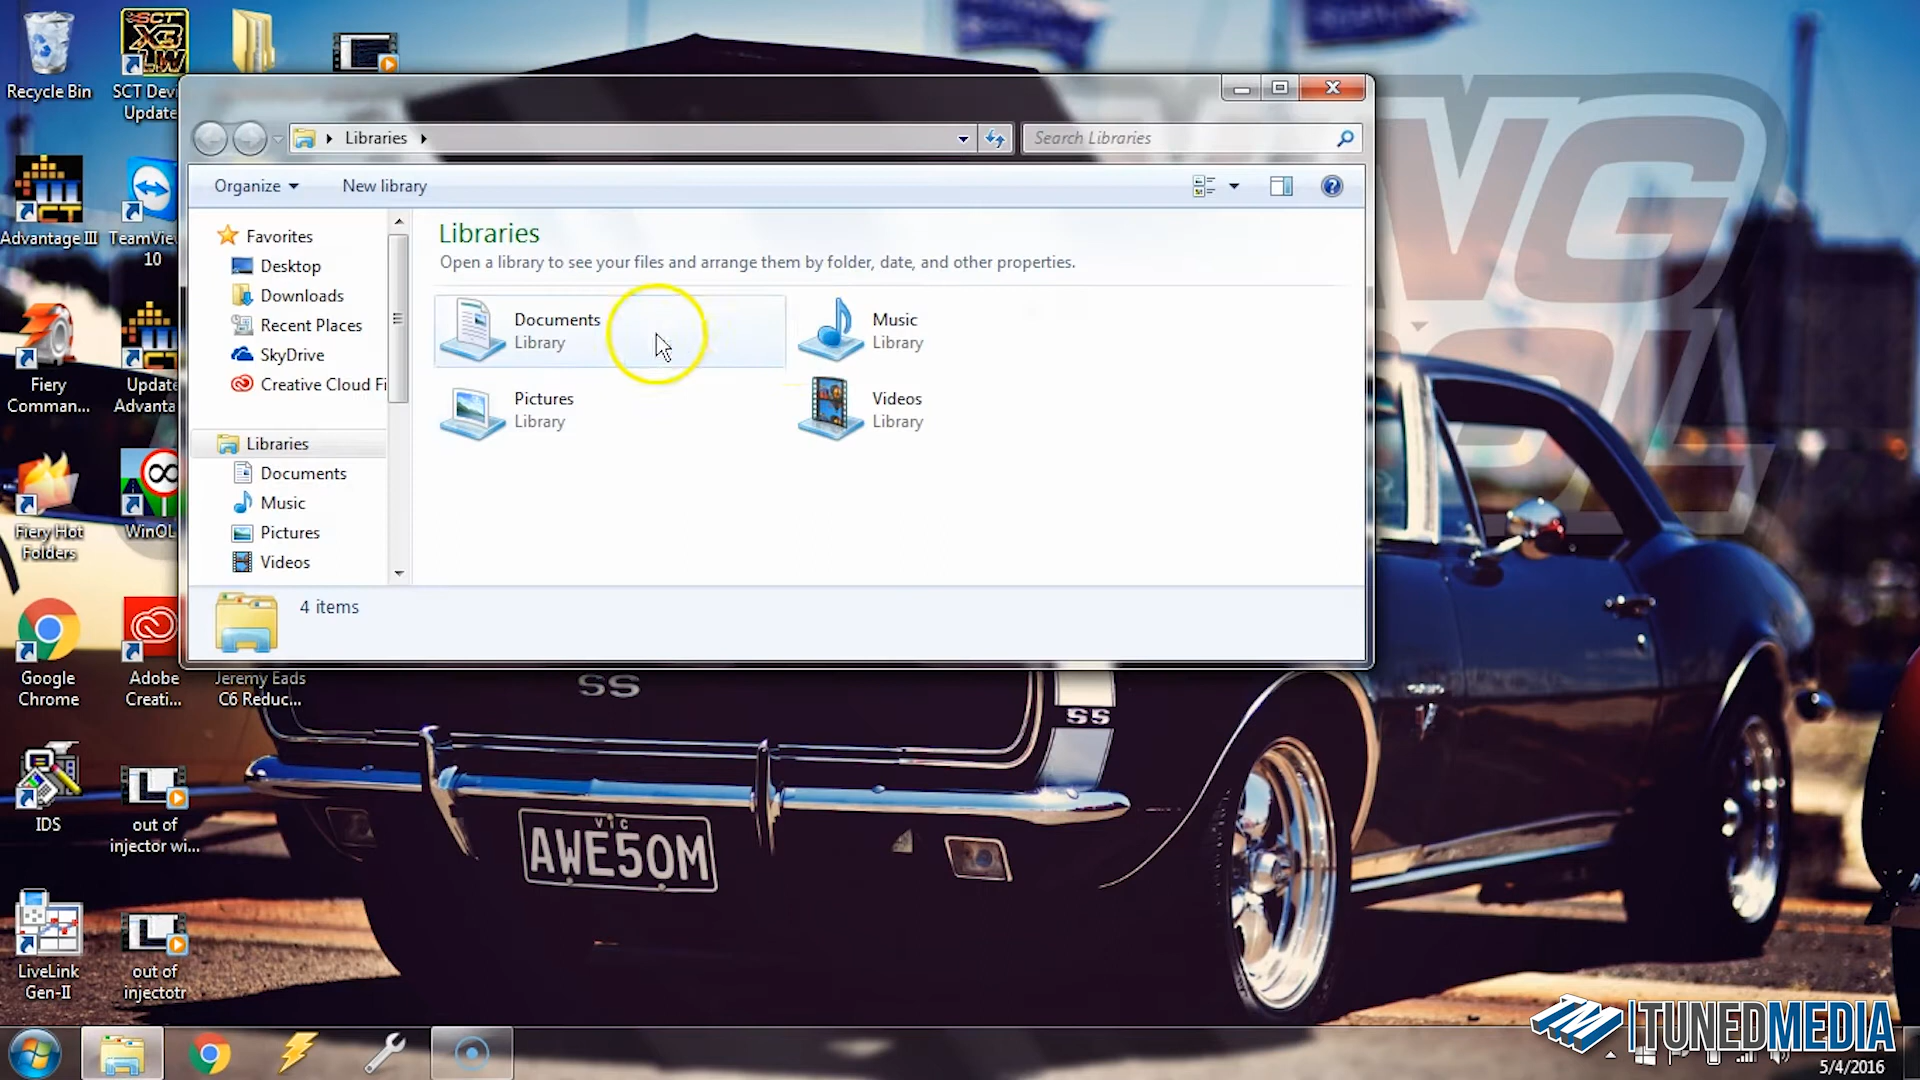 Recycle Bin
SCT Devi
Update
Libraries
Search Libraries
Organize
New library
Advantage III
TeamVie
10
Favorites
Desktop
Downloads
Recent Places
SkyDrive
Creative Cloud Fi
Libraries
Documents
Music
Pictures
Videos
Libraries
Open a library to see your files and arrange them by folder, date, and other properties.
Documents
Library
Music
Library
Pictures
Library
Videos
Library
4 items
Fiery
Comman...
Update
Advanta
Fiery Hot
Folders
WinOL
Google
Chrome
Adobe
Creati...
Jeremy Eads
C6 Reduc...
IDS
out of
injector wi...
LiveLink
Gen-II
out of
injectotr
SS
SS
VIC
AWE5OM
TUNEDMEDIA
5/4/2016